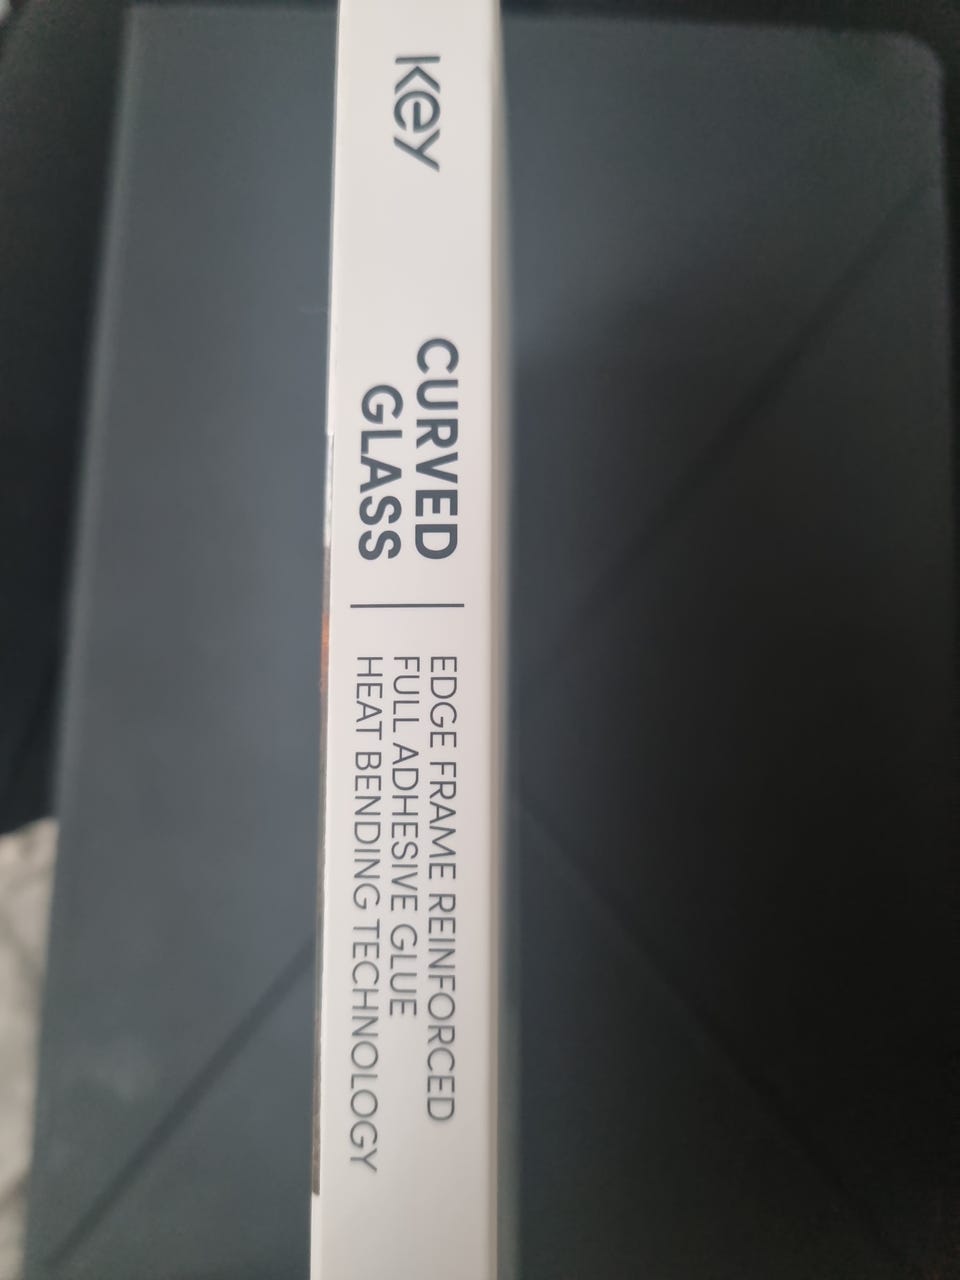 Key
CURVED
GLASS
EDGE FRAME REINFORCED
FULL ADHESIVE GLUE
HEAT BENDING TECHNOLOGY